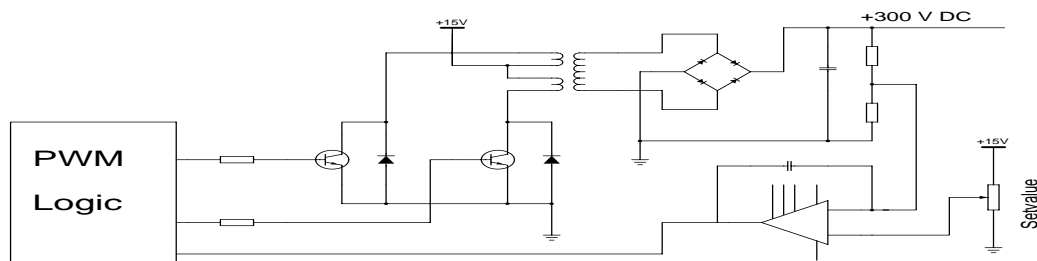 +15V
+300 V DC
PWM
Logic
+15V
Setvalue